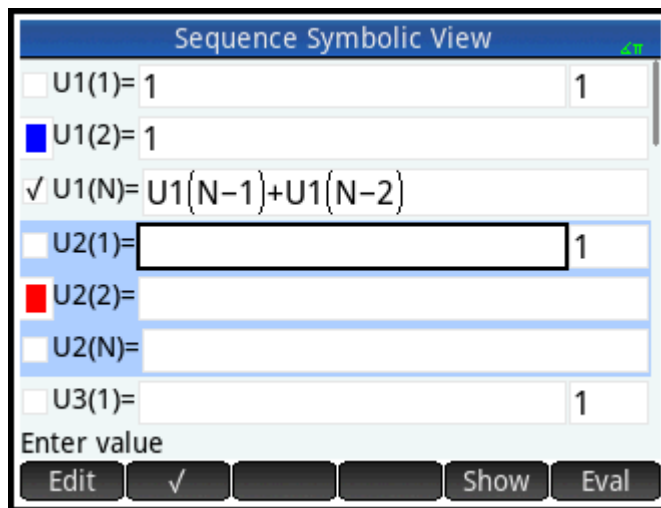 Sequence Symbolic View
∡π
U1(1)= 1 1
U1(2)= 1
√ U1(N)= U1(N-1)+U1(N-2)
U2(1)= 1
U2(2)=
U2(N)=
U3(1)= 1
Enter value
Edit √ Show Eval